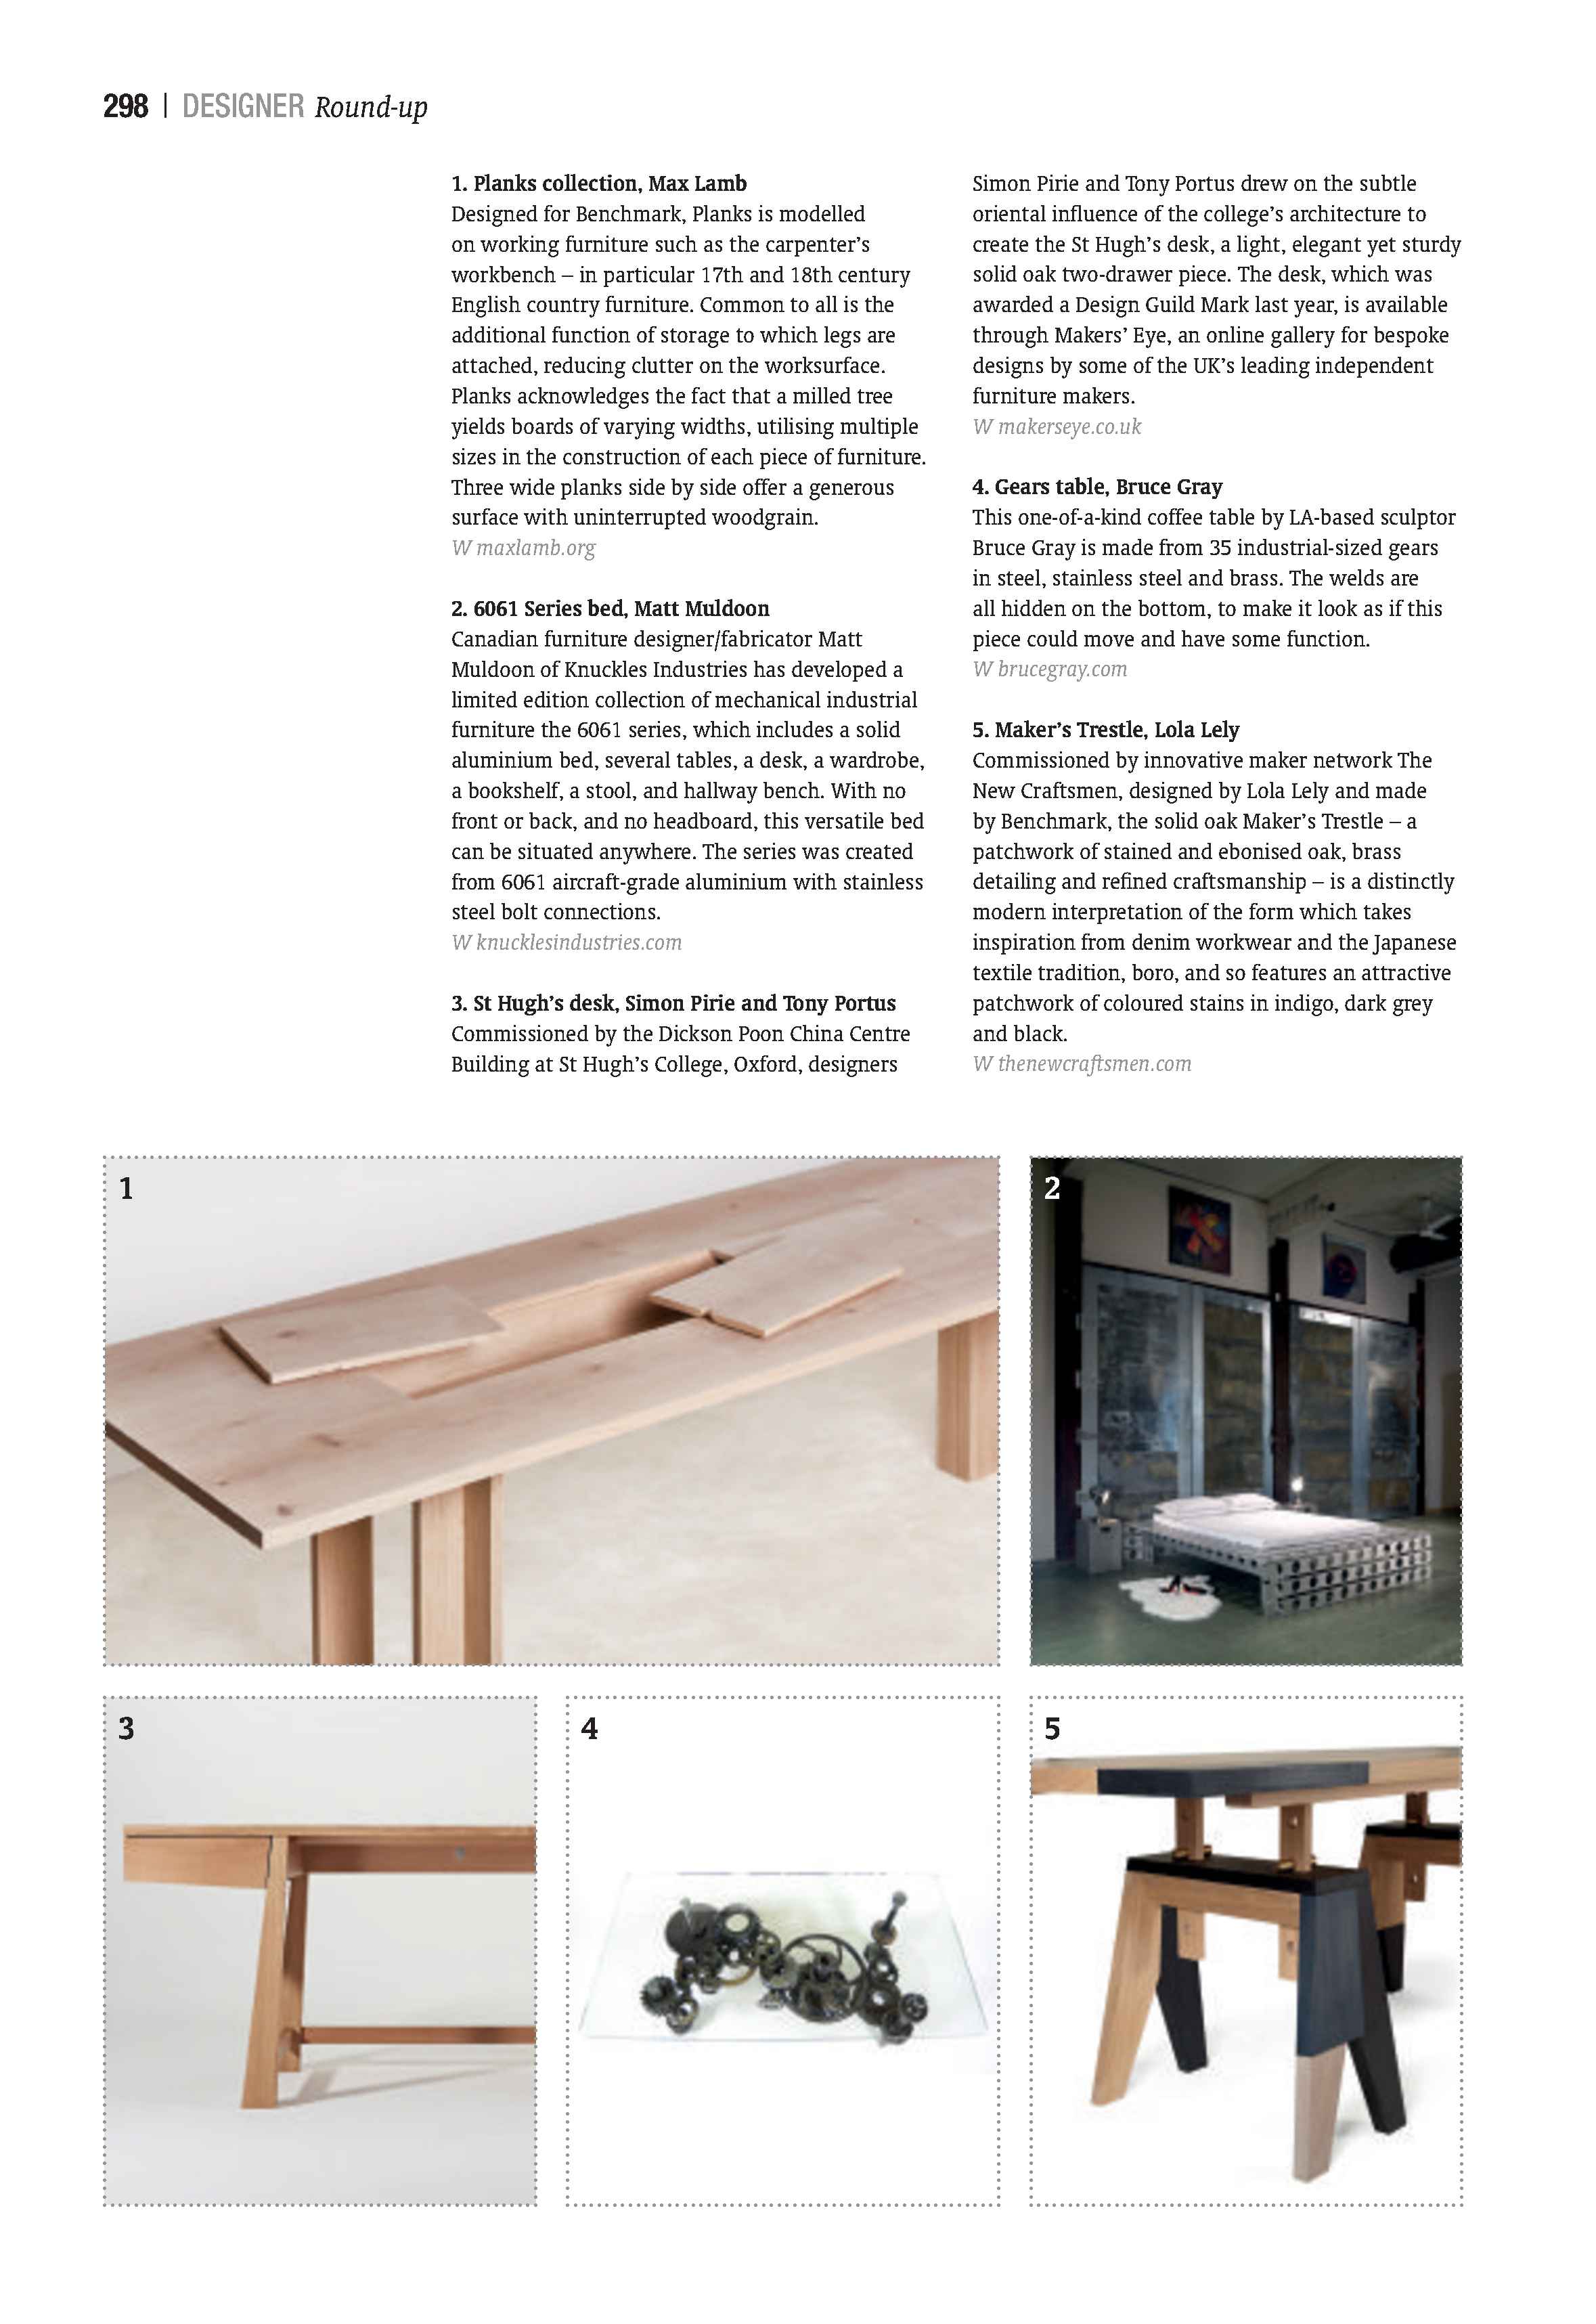 298 | DESIGNER Round-up
1. Planks collection, Max Lamb
Designed for Benchmark, Planks is modelled
on working furniture such as the carpenter’s
workbench – in particular 17th and 18th century
English country furniture. Common to all is the
additional function of storage to which legs are
attached, reducing clutter on the worksurface.
Planks acknowledges the fact that a milled tree
yields boards of varying widths, utilising multiple
sizes in the construction of each piece of furniture.
Three wide planks side by side offer a generous
surface with uninterrupted woodgrain.
W maxlamb.org
2. 6061 Series bed, Matt Muldoon
Canadian furniture designer/fabricator Matt
Muldoon of Knuckles Industries has developed a
limited edition collection of mechanical industrial
furniture the 6061 series, which includes a solid
aluminium bed, several tables, a desk, a wardrobe,
a bookshelf, a stool, and hallway bench. With no
front or back, and no headboard, this versatile bed
can be situated anywhere. The series was created
from 6061 aircraft-grade aluminium with stainless
steel bolt connections.
W knucklesindustries.com
3. St Hugh’s desk, Simon Pirie and Tony Portus
Commissioned by the Dickson Poon China Centre
Building at St Hugh’s College, Oxford, designers
Simon Pirie and Tony Portus drew on the subtle
oriental influence of the college’s architecture to
create the St Hugh’s desk, a light, elegant yet sturdy
solid oak two-drawer piece. The desk, which was
awarded a Design Guild Mark last year, is available
through Makers’ Eye, an online gallery for bespoke
designs by some of the UK’s leading independent
furniture makers.
W makerseye.co.uk
4. Gears table, Bruce Gray
This one-of-a-kind coffee table by LA-based sculptor
Bruce Gray is made from 35 industrial-sized gears
in steel, stainless steel and brass. The welds are
all hidden on the bottom, to make it look as if this
piece could move and have some function.
W brucegray.com
5. Maker’s Trestle, Lola Lely
Commissioned by innovative maker network The
New Craftsmen, designed by Lola Lely and made
by Benchmark, the solid oak Maker’s Trestle – a
patchwork of stained and ebonised oak, brass
detailing and refined craftsmanship – is a distinctly
modern interpretation of the form which takes
inspiration from denim workwear and the Japanese
textile tradition, boro, and so features an attractive
patchwork of coloured stains in indigo, dark grey
and black.
W thenewcraftsmen.com
1
2
3
4
5